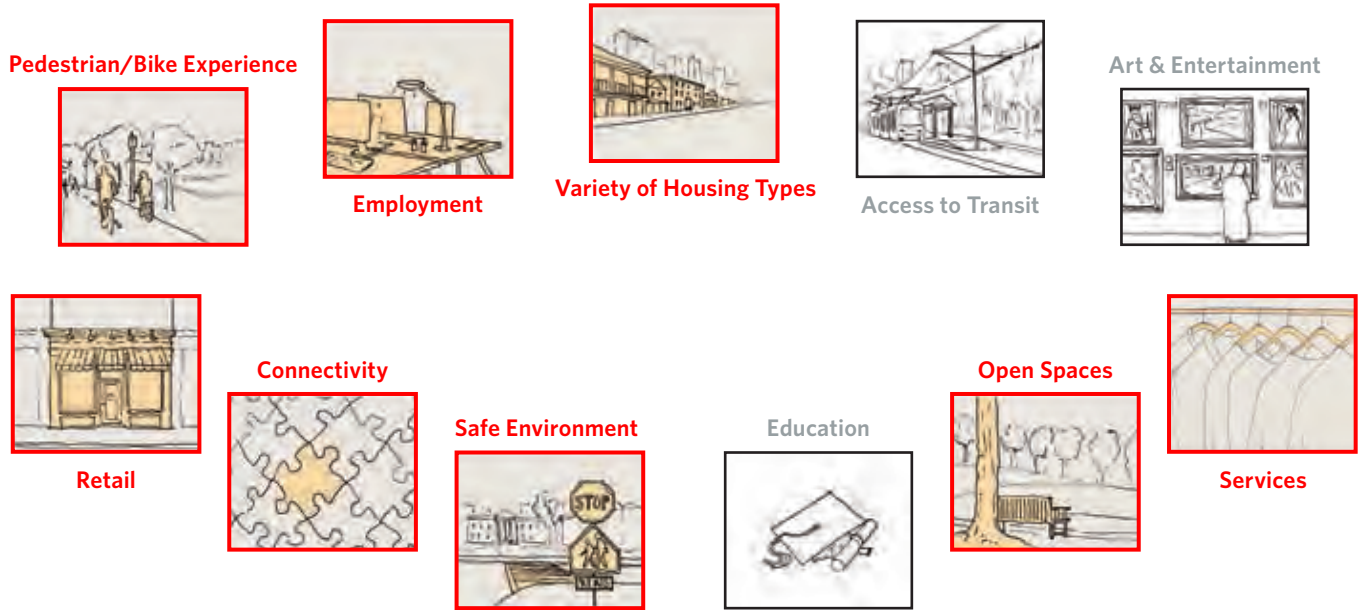 Pedestrian/Bike Experience
Employment
Variety of Housing Types
Access to Transit
Art & Entertainment
Retail
Connectivity
Safe Environment
STOP
Education
Open Spaces
Services